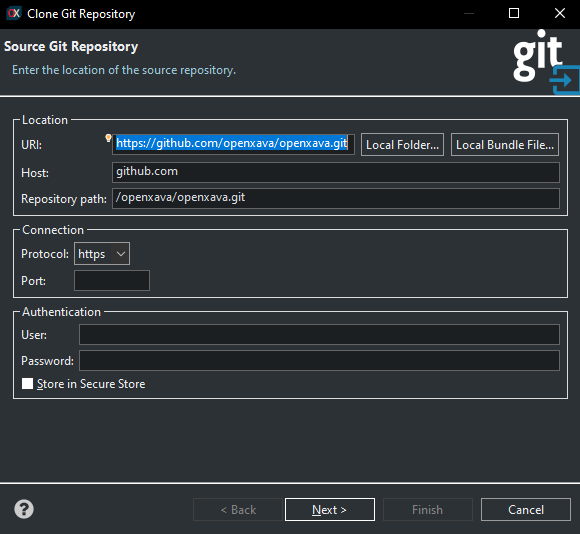 Clone Git Repository
Source Git Repository
Enter the location of the source repository.
git
Location
URI: https://github.com/openxava/openxava.git Local Folder... Local Bundle File...
Host: github.com
Repository path: /openxava/openxava.git
Connection
Protocol: https
Port:
Authentication
User:
Password:
Store in Secure Store
? < Back Next > Finish Cancel